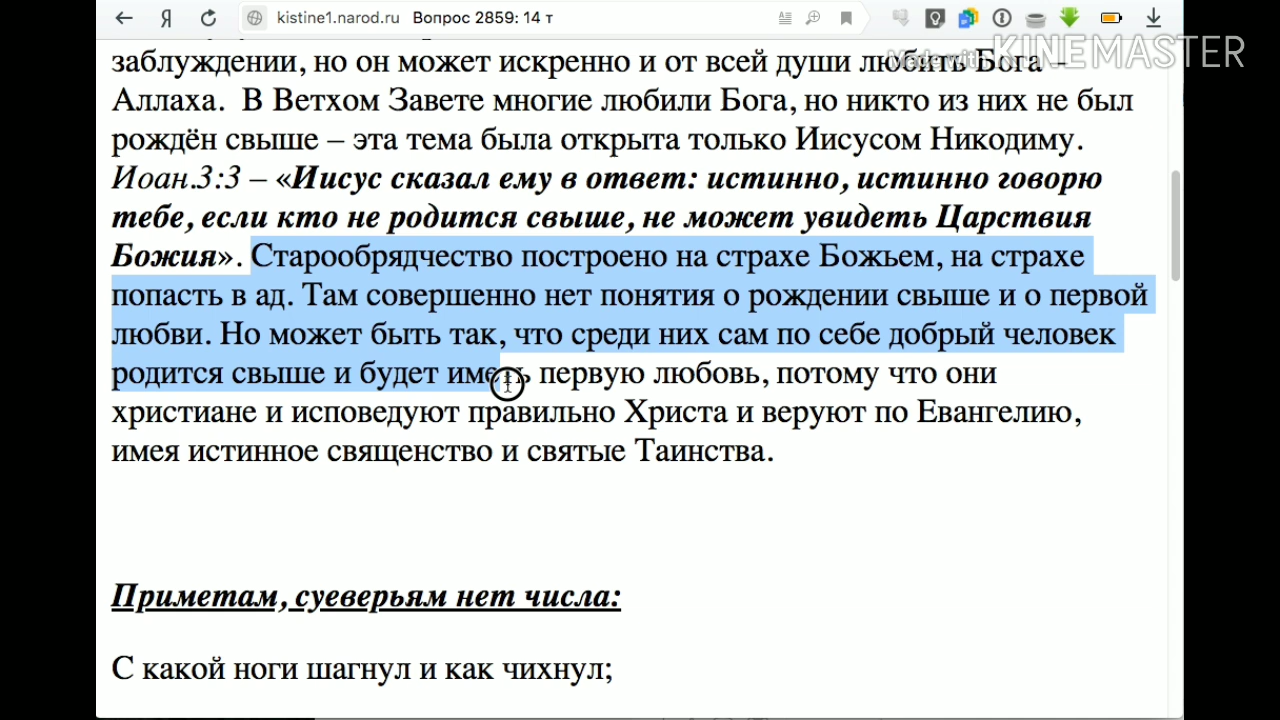 kistine1.narod.ru Вопрос 2859: 14 т
Made with KINEMASTER
заблуждении, но он может искренно и от всей души любить Бога -
Аллаха. В Ветхом Завете многие любили Бога, но никто из них не был
рождён свыше – эта тема была открыта только Иисусом Никодиму.
Иоан.3:3 – «Иисус сказал ему в ответ: истинно, истинно говорю
тебе, если кто не родится свыше, не может увидеть Царствия
Божия». Старообрядчество построено на страхе Божьем, на страхе
попасть в ад. Там совершенно нет понятия о рождении свыше и о первой
любви. Но может быть так, что среди них сам по себе добрый человек
родится свыше и будет иметь первую любовь, потому что они
христиане и исповедуют правильно Христа и веруют по Евангелию,
имея истинное священство и святые Таинства.
Приметам, суеверьям нет числа:
С какой ноги шагнул и как чихнул;